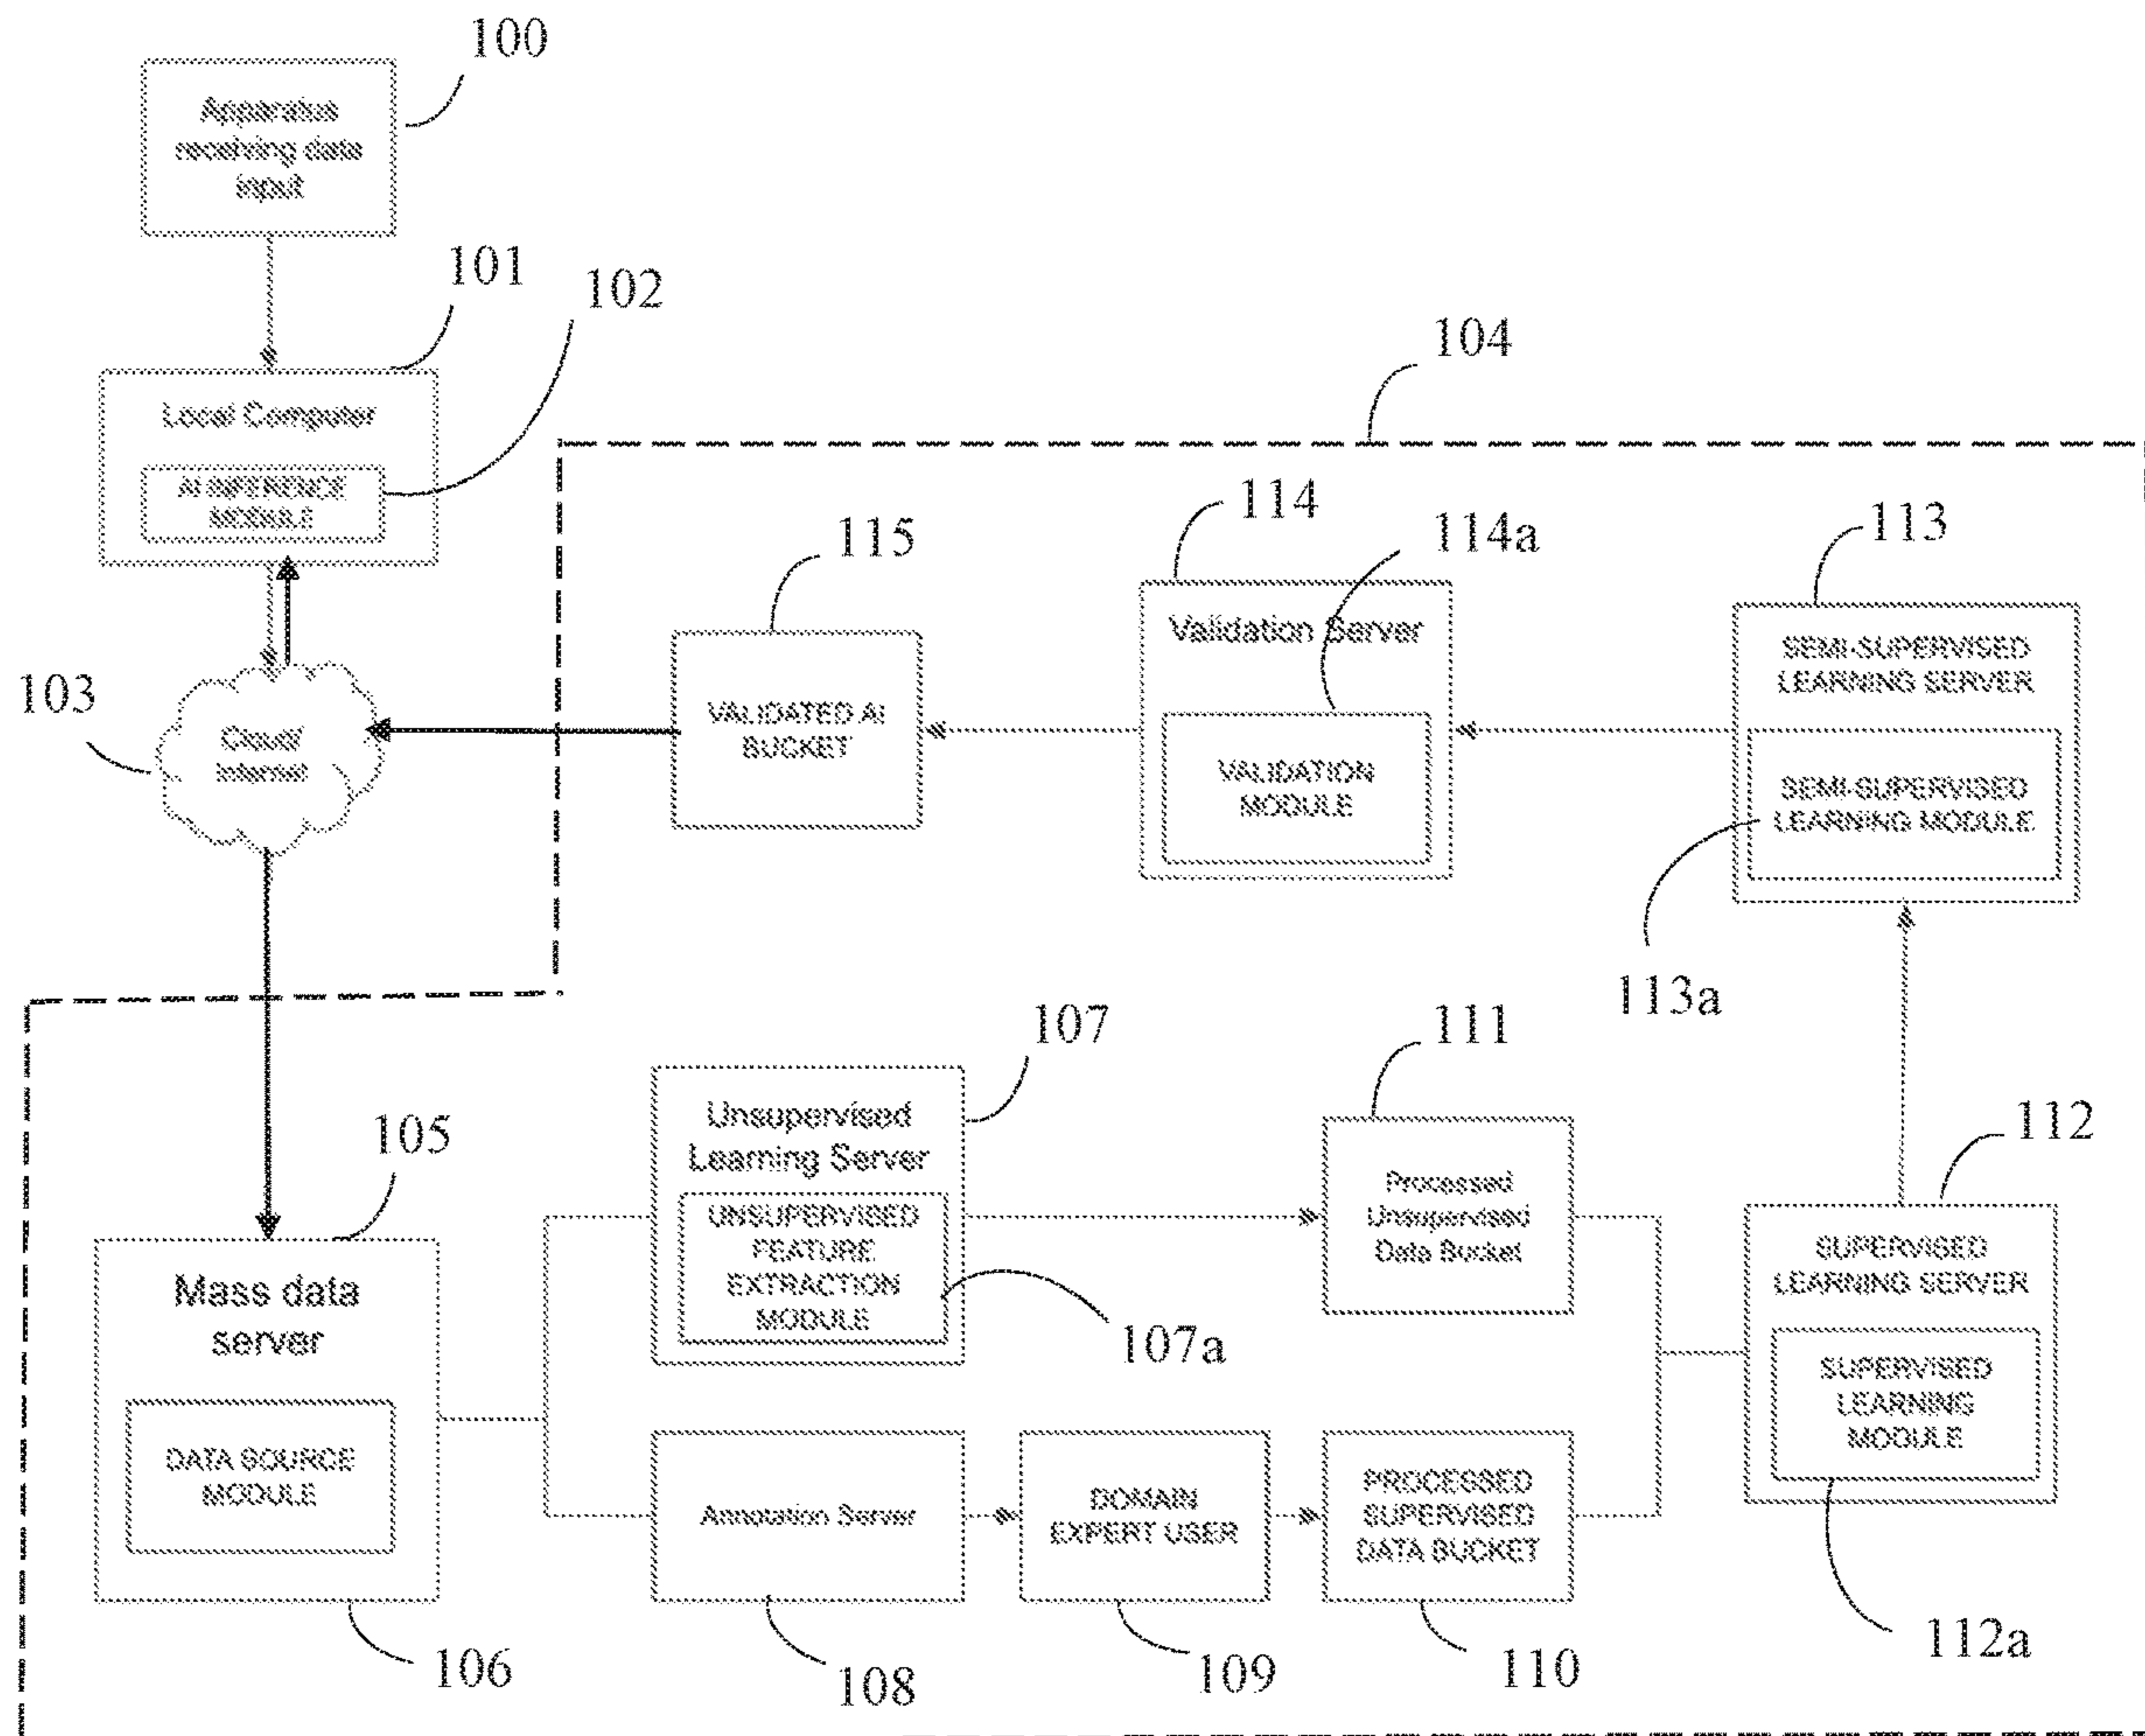 100
Apparatus
receiving data
input
101
102
Local Computer
AI INFERENCE
MODULE
104
114
114a
113
115
Validation Server
SEMI-SUPERVISED
LEARNING SERVER
103
Cloud/
Internet
VALIDATED AI
BUCKET
VALIDATION
MODULE
SEMI-SUPERVISED
LEARNING MODULE
113a
107
111
105
112
Unsupervised
Learning Server
UNSUPERVISED
FEATURE
EXTRACTION
MODULE
107a
Processed
Unsupervised
Data Bucket
SUPERVISED
LEARNING SERVER
Mass data
server
SUPERVISED
LEARNING
MODULE
DATA SOURCE
MODULE
Annotation Server
DOMAIN
EXPERT USER
PROCESSED
SUPERVISED
DATA BUCKET
106
108
109
110
112a